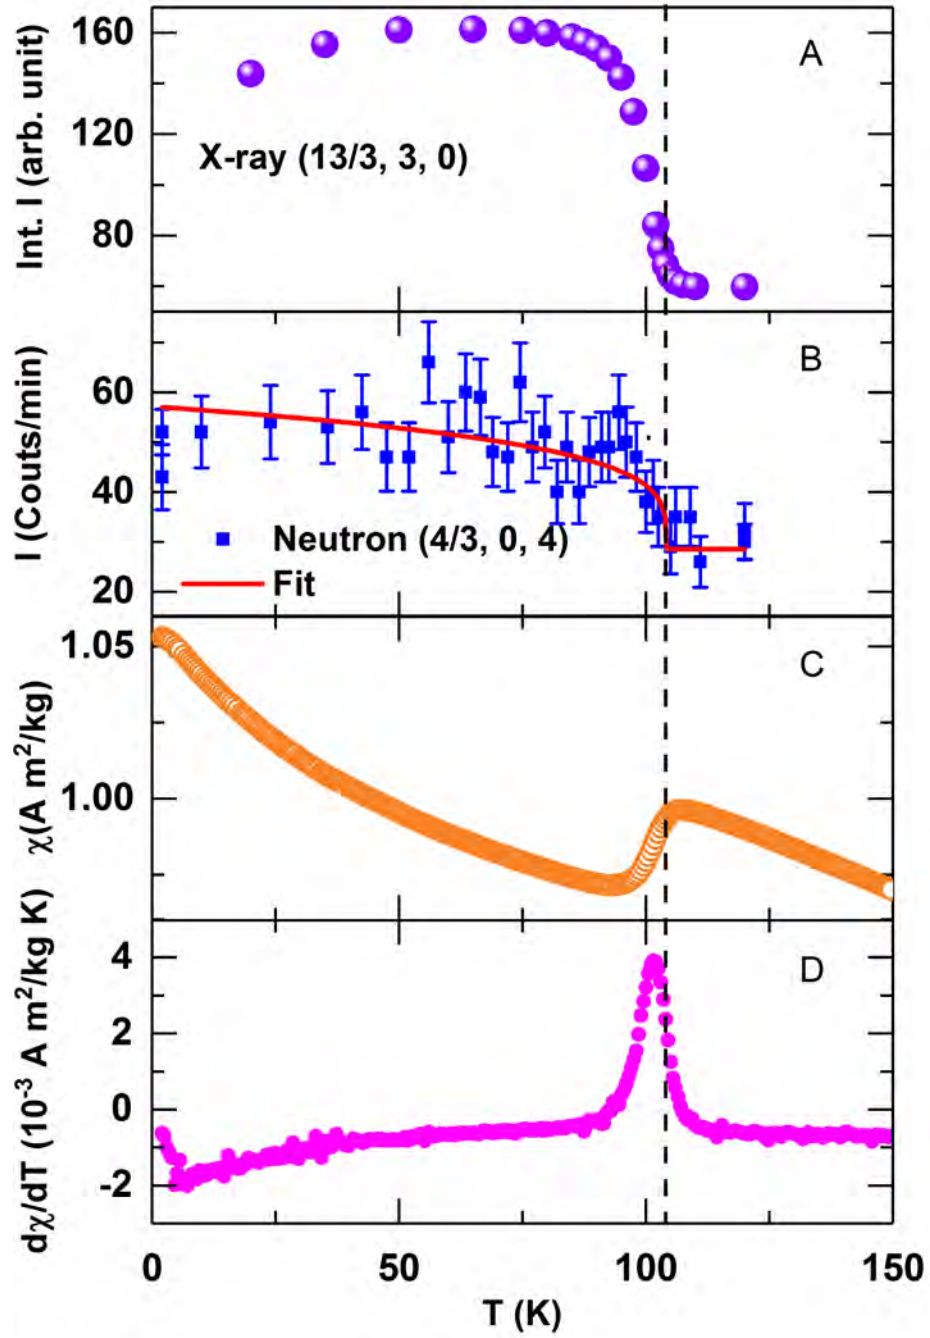 A
160
120
80
Int. I (arb. unit)
X-ray (13/3, 3, 0)
B
60
40
20
I (Couts/min)
Neutron (4/3, 0, 4)
Fit
C
1.05
1.00
χ(A m²/kg)
D
4
2
0
-2
dχ/dT (10⁻³ A m²/kg K)
0 50 100 150
T (K)